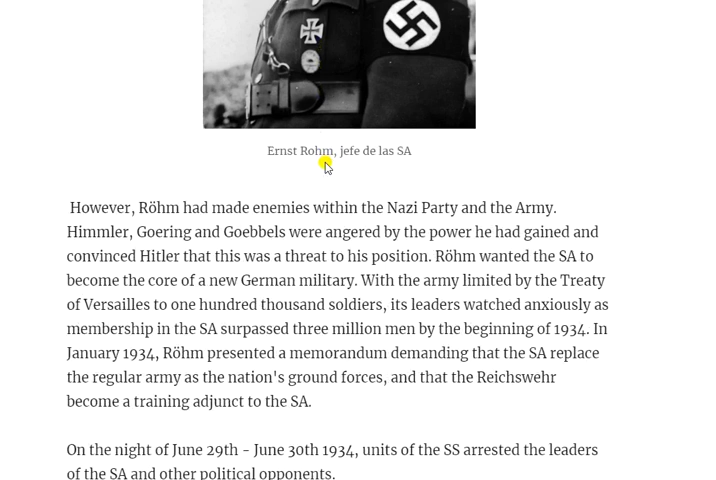 Ernst Rohm, jefe de las SA
However, Röhm had made enemies within the Nazi Party and the Army.
Himmler, Goering and Goebbels were angered by the power he had gained and
convinced Hitler that this was a threat to his position. Röhm wanted the SA to
become the core of a new German military. With the army limited by the Treaty
of Versailles to one hundred thousand soldiers, its leaders watched anxiously as
membership in the SA surpassed three million men by the beginning of 1934. In
January 1934, Röhm presented a memorandum demanding that the SA replace
the regular army as the nation's ground forces, and that the Reichswehr
become a training adjunct to the SA.
On the night of June 29th - June 30th 1934, units of the SS arrested the leaders
of the SA and other political opponents.